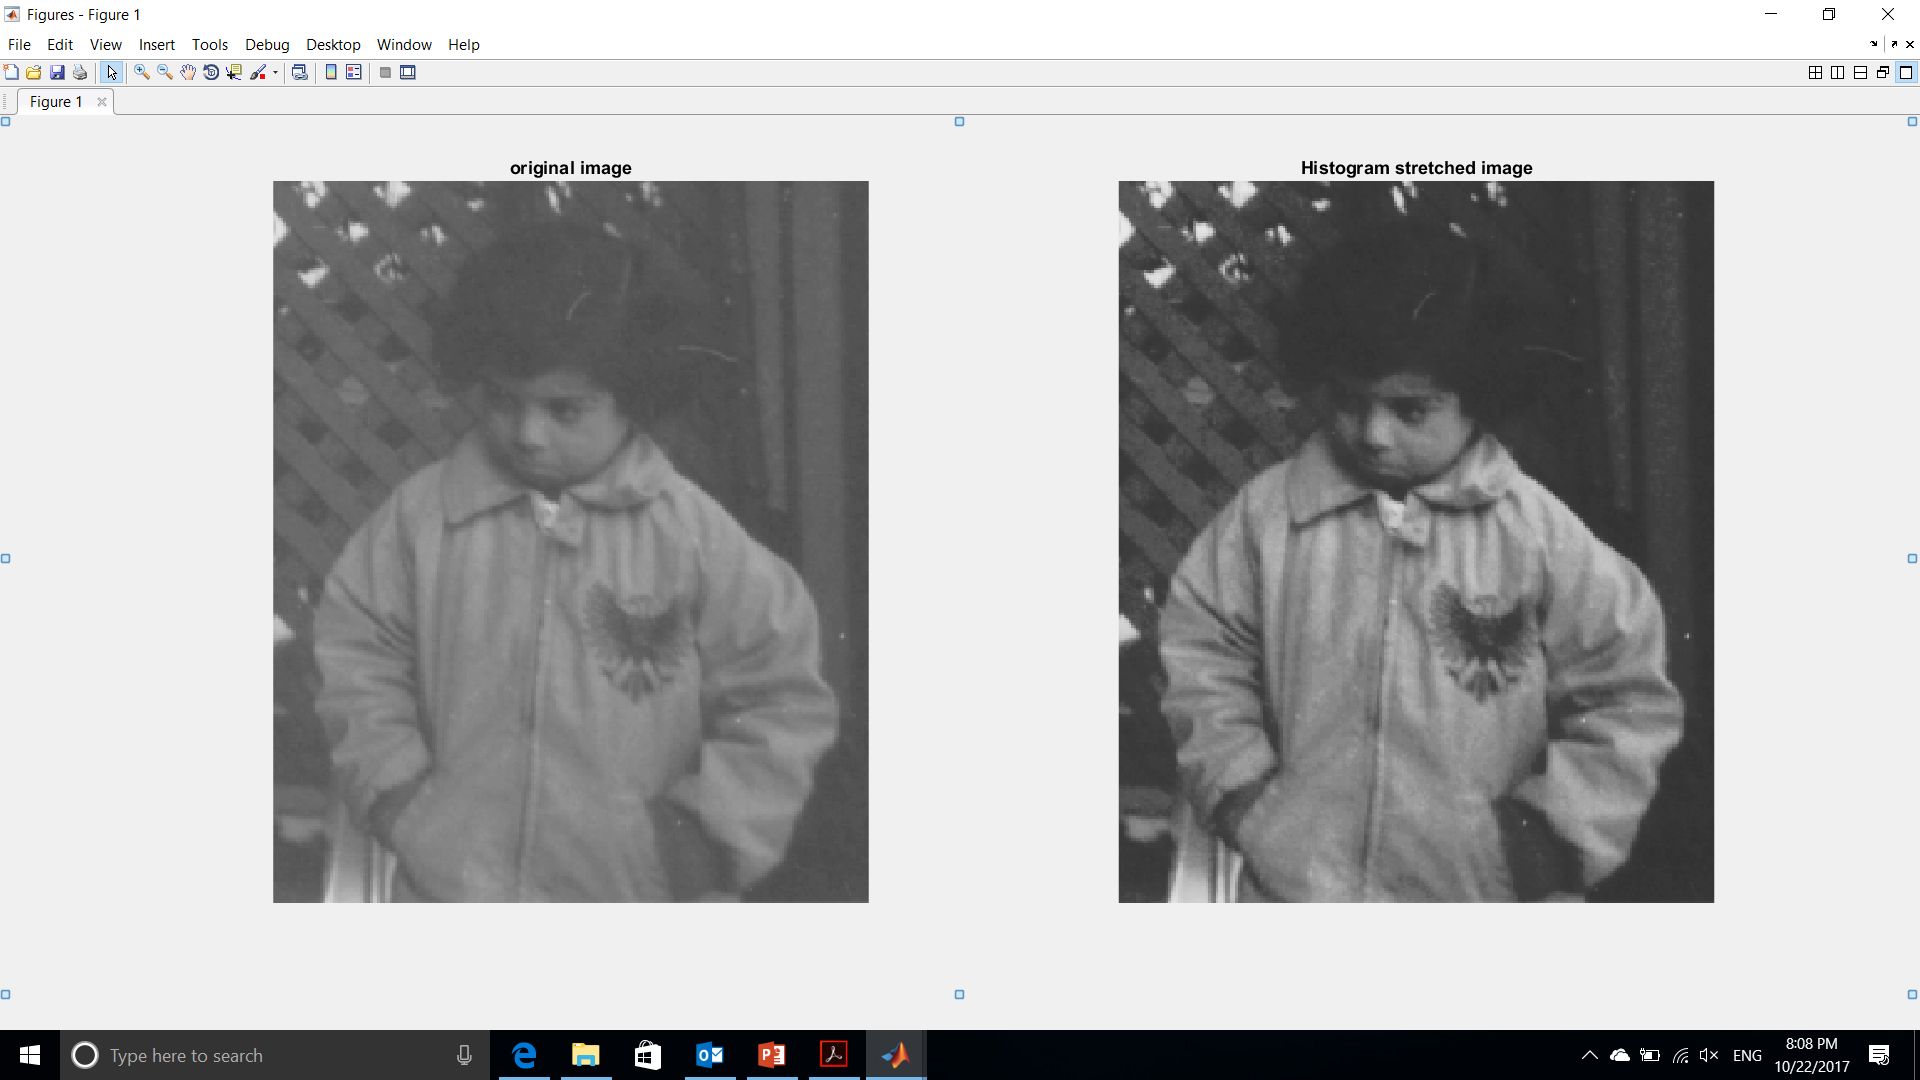 Figures - Figure 1
File Edit View Insert Tools Debug Desktop Window Help
Figure 1
original image
Histogram stretched image
Type here to search
ENG
8:08 PM
10/22/2017